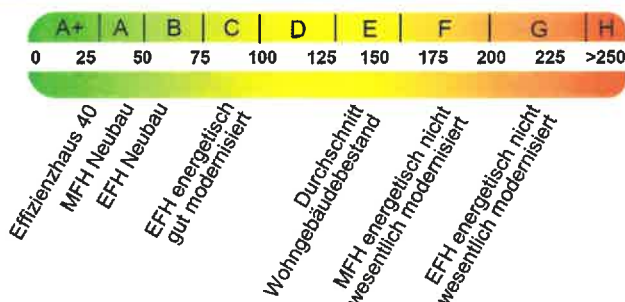 A+ A B C D E F G H
0 25 50 75 100 125 150 175 200 225 >250
Effizienzhaus 40
MFH Neubau
EFH Neubau
EFH energetisch
gut modernisiert
Durchschnitt
Wohngebäudebestand
MFH energetisch nicht
wesentlich modernisiert
EFH energetisch nicht
wesentlich modernisiert